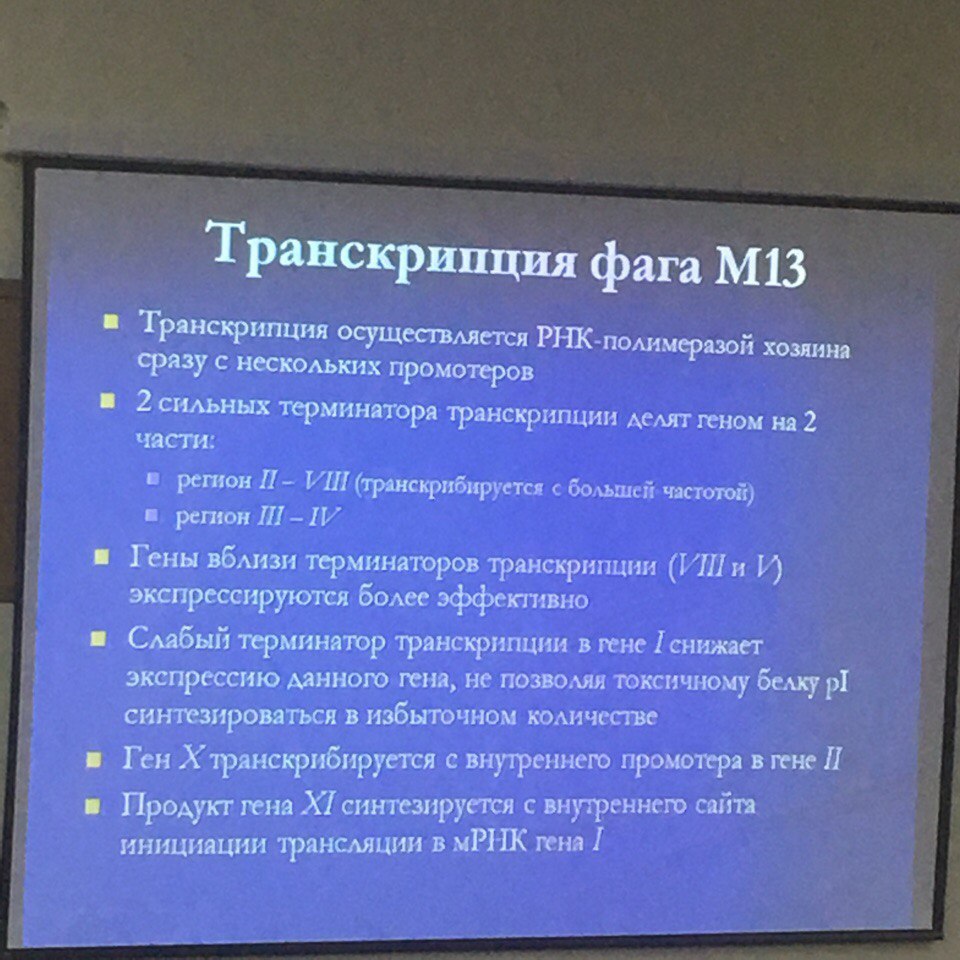 Транскрипция фага М13
Транскрипция осуществляется РНК-полимеразой хозяина
сразу с нескольких промотеров
2 сильных терминатора транскрипции делят геном на 2
части:
регион II – VIII (транскрибируется с большей частотой)
регион III – IV
Гены вблизи терминаторов транскрипции (VIII и V)
экспрессируются более эффективно
Слабый терминатор транскрипции в гене I снижает
экспрессию данного гена, не позволяя токсичному белку pI
синтезироваться в избыточном количестве
Ген X транскрибируется с внутреннего промотера в гене II
Продукт гена XI синтезируется с внутреннего сайта
инициации трансляции в мРНК гена I